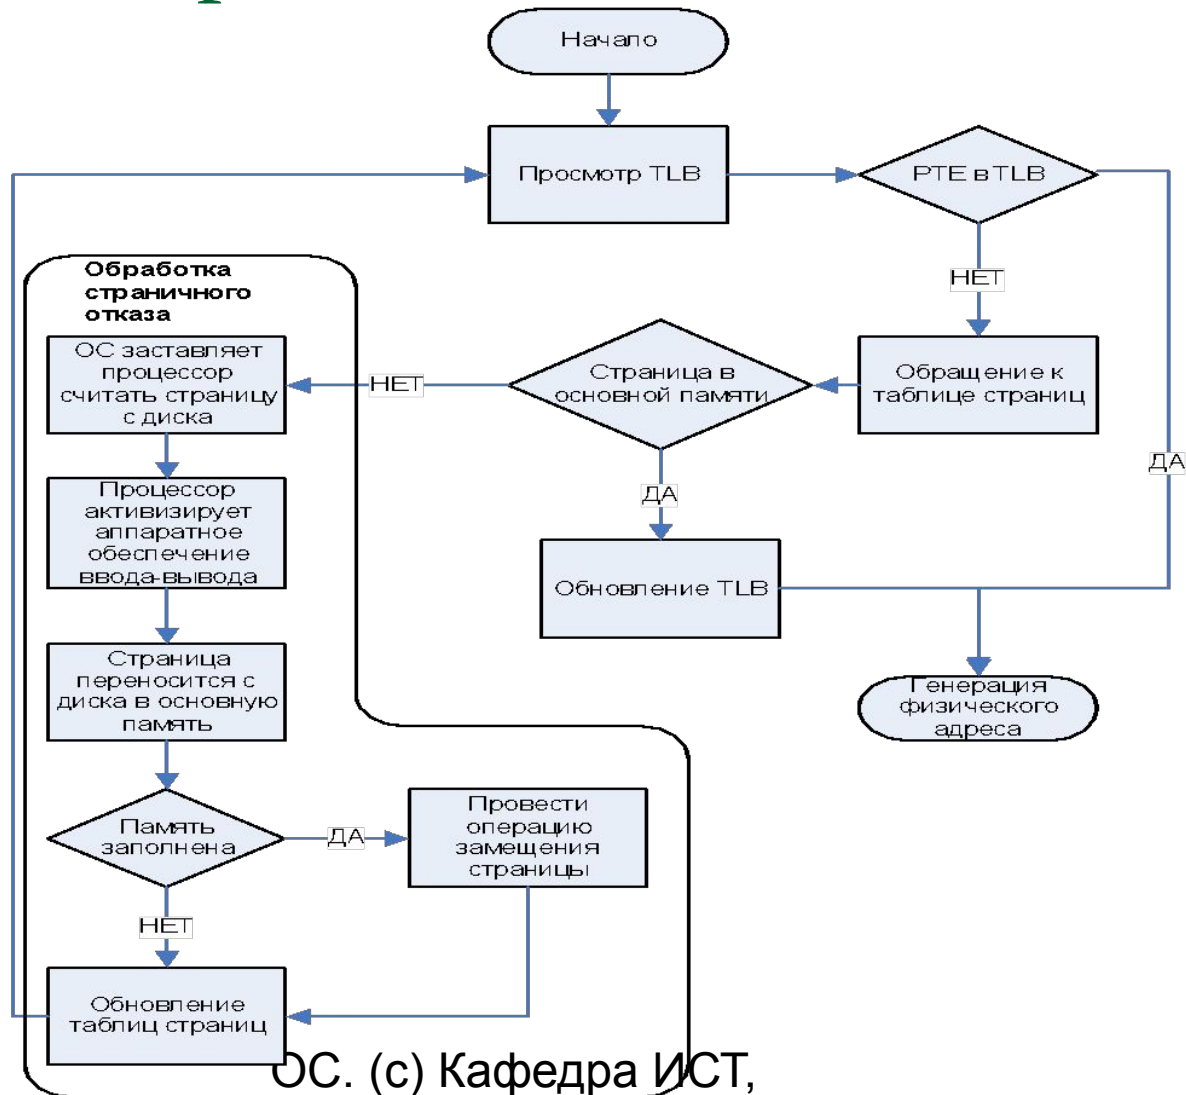 Начало
Просмотр TLB
PTE в TLB
НЕТ
Обработка
страничного
отказа
ОС заставляет
процессор
считать страницу
с диска
НЕТ
Страница в
основной памяти
Обращение к
таблице страниц
ДА
ДА
Процессор
активизирует
аппаратное
обеспечение
ввода-вывода
Обновление TLB
Страница
переносится с
диска в основную
память
Генерация
физического
адреса
Память
заполнена
ДА
Провести
операцию
замещения
страницы
НЕТ
Обновление
таблиц страниц
ОС. (с) Кафедра ИСТ,